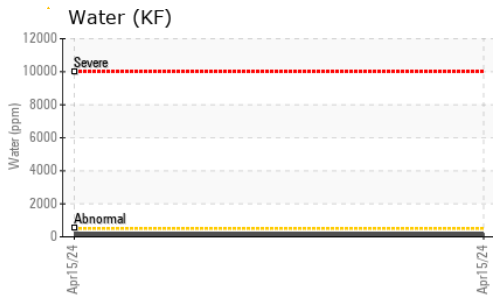 Water (KF)
12000
10000
8000
6000
4000
2000
0
Water (ppm)
Severe
Abnormal
Apr15/24
Apr15/24